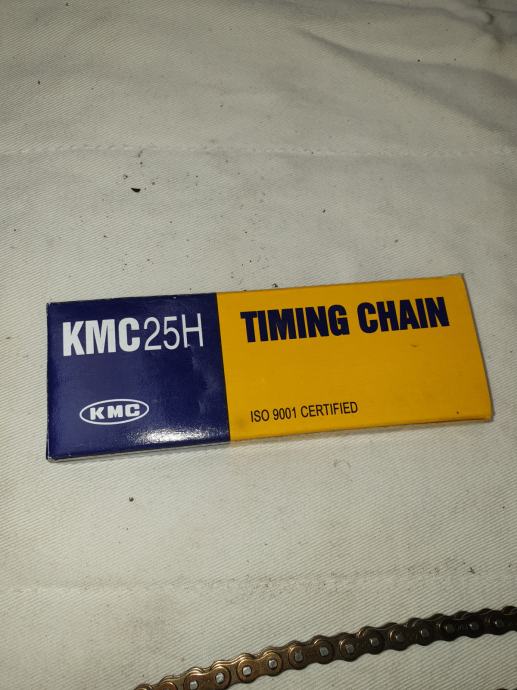 KMC25H
TIMING CHAIN
KMC
ISO 9001 CERTIFIED